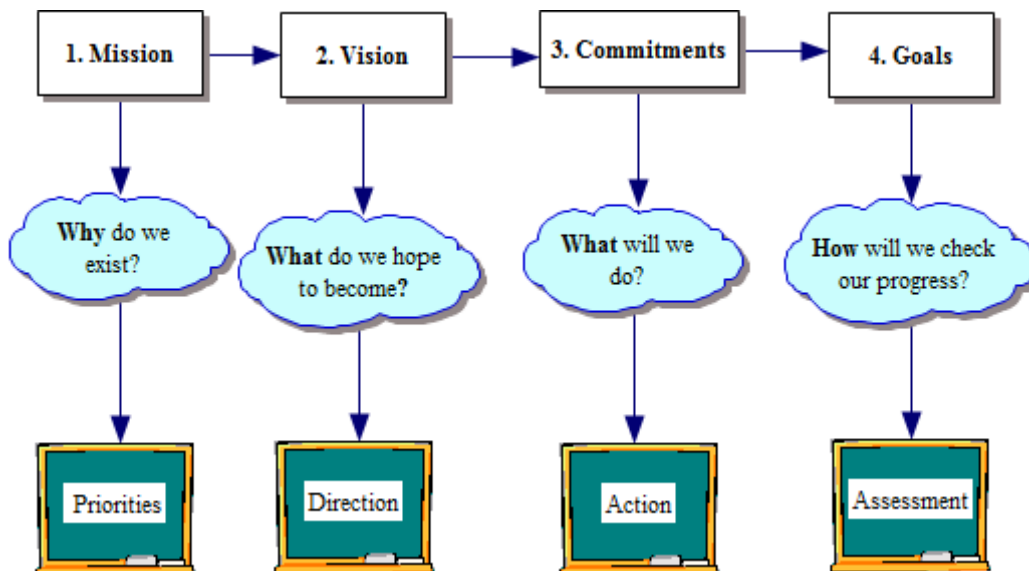 1. Mission
2. Vision
3. Commitments
4. Goals
Why do we
exist?
What do we hope
to become?
What will we
do?
How will we check
our progress?
Priorities
Direction
Action
Assessment